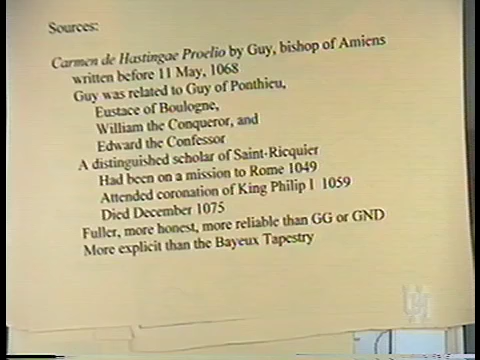 Sources:
Carmen de Hastingae Proelio by Guy, bishop of Amiens
written before 11 May, 1068
Guy was related to Guy of Ponthieu,
Eustace of Boulogne,
William the Conqueror, and
Edward the Confessor
A distinguished scholar of Saint-Ricquier
Had been on a mission to Rome 1049
Attended coronation of King Philip I 1059
Died December 1075
Fuller, more honest, more reliable than GG or GND
More explicit than the Bayeux Tapestry